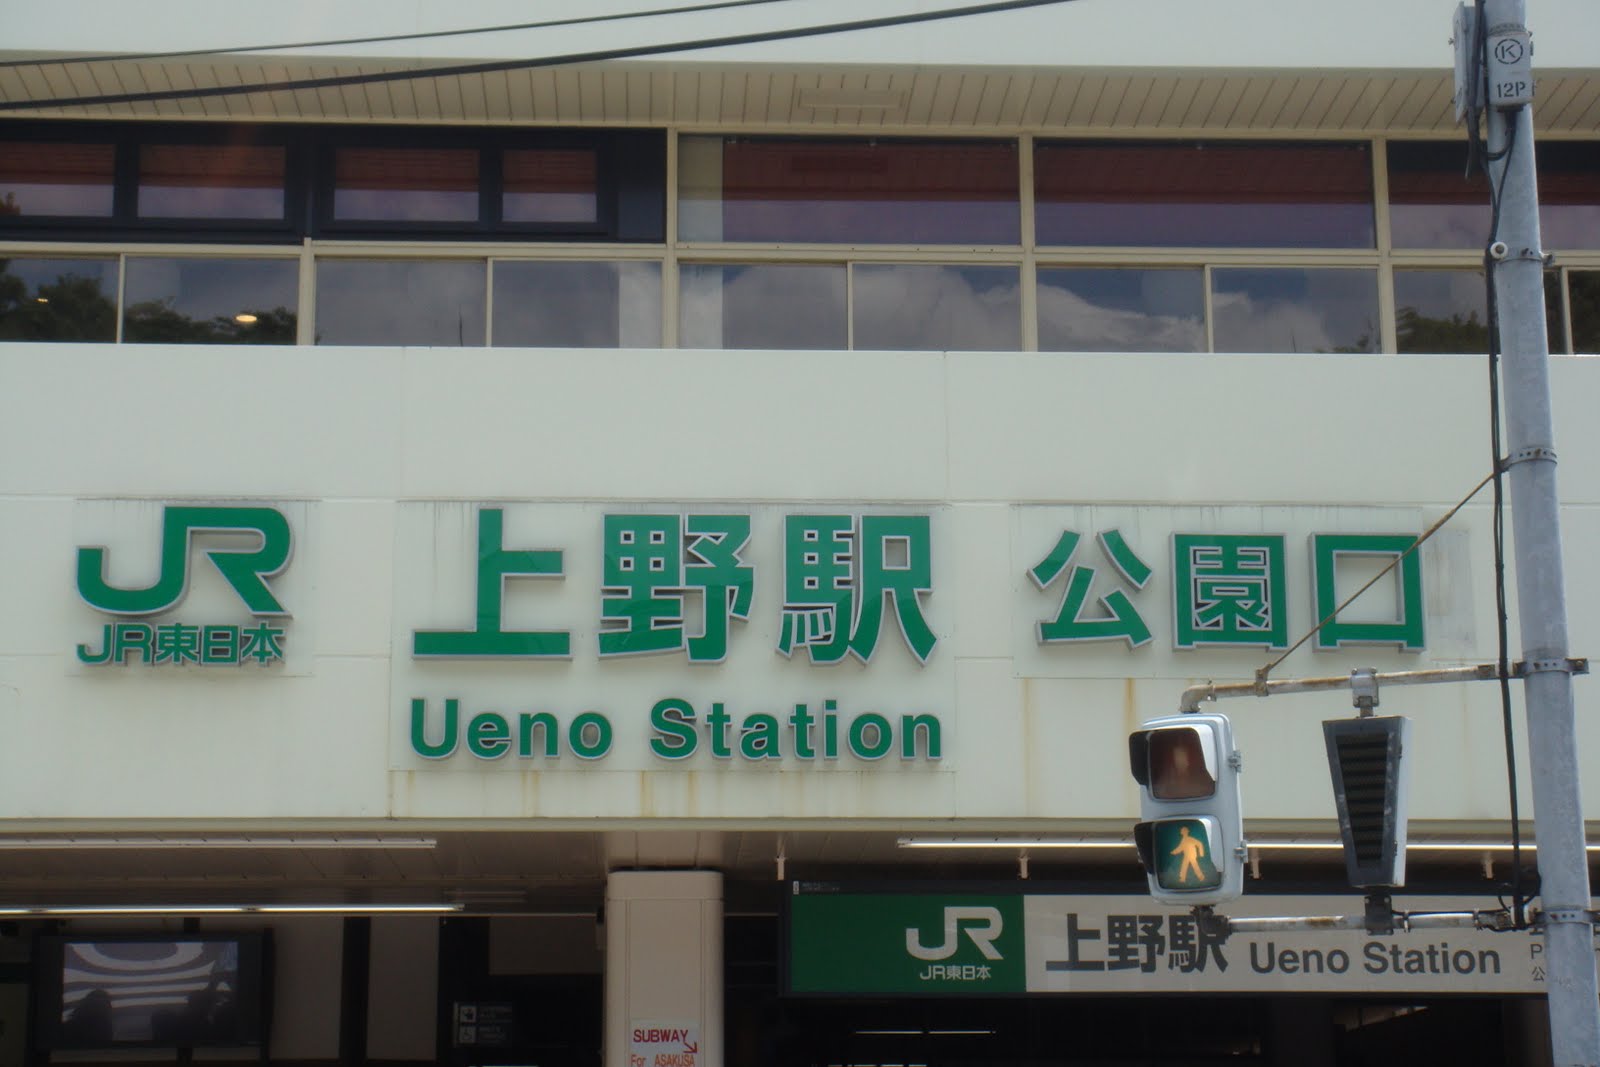 Ⓚ
12P
JR
JR東日本
上野駅 公園口
Ueno Station
JR
JR東日本
上野駅 Ueno Station
SUBWAY
For ASAKUSA